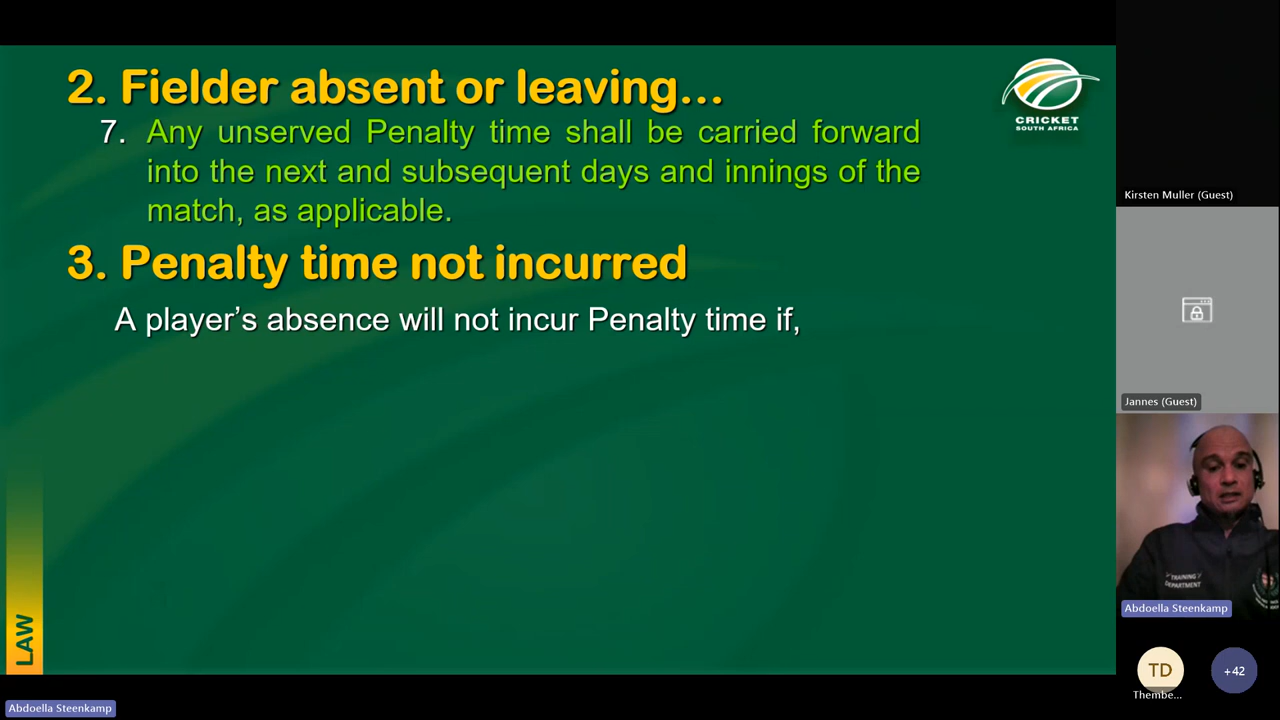 2. Fielder absent or leaving...
7. Any unserved Penalty time shall be carried forward
into the next and subsequent days and innings of the
match, as applicable.
3. Penalty time not incurred
A player’s absence will not incur Penalty time if,
CRICKET
SOUTH AFRICA
LAW
Abdoella Steenkamp
Kirsten Muller (Guest)
Jannes (Guest)
TRAINING
DEPARTMENT
Abdoella Steenkamp
TD
Thembe...
+42